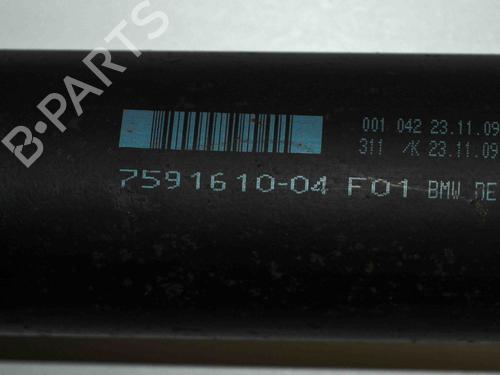 B-PARTS
001 042 23.11.09
311 /K 23.11.09
7591610-04 F01 BMW DE